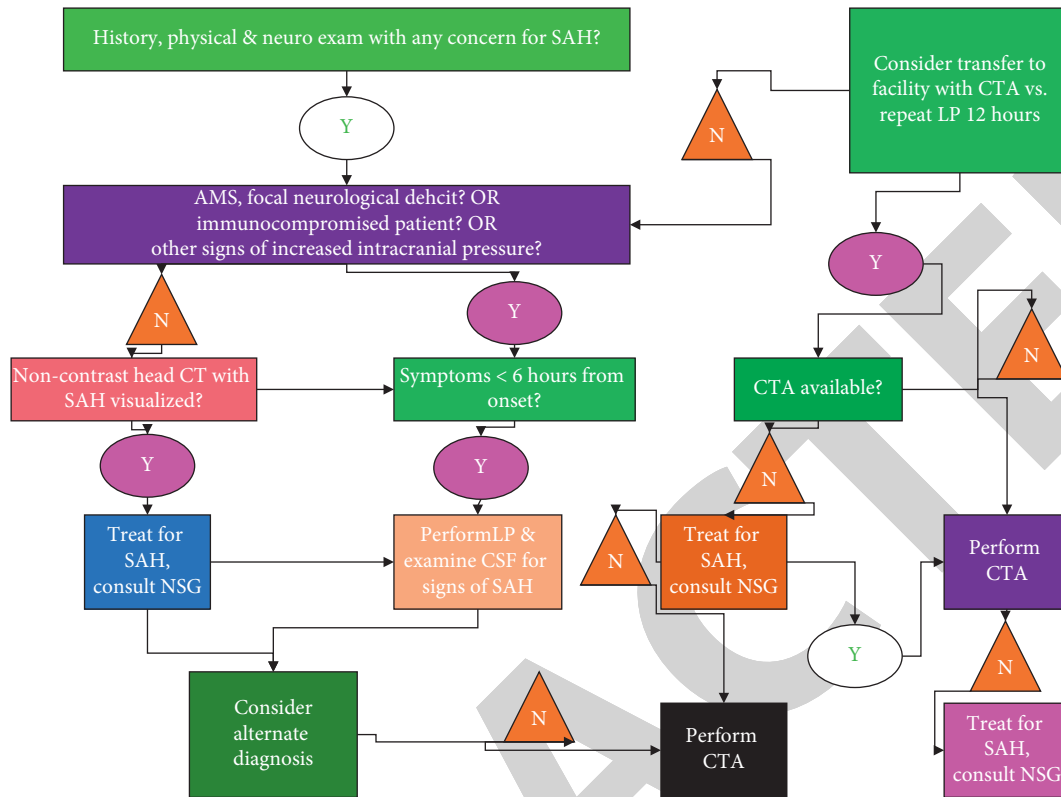 History, physical & neuro exam with any concern for SAH?
Consider transfer to
facility with CTA vs.
repeat LP 12 hours
N
Y
AMS, focal neurological dehcit? OR
immunocompromised patient? OR
other signs of increased intracranial pressure?
Y
N
Y
N
Non-contrast head CT with
SAH visualized?
Symptoms < 6 hours from
onset?
CTA available?
Y
Y
N
Treat for
SAH,
consult NSG
PerformLP &
examine CSF for
signs of SAH
N
Treat for
SAH,
consult NSG
Perform
CTA
Y
N
Consider
alternate
diagnosis
N
Perform
CTA
Treat for
SAH,
consult NSG
ACTE